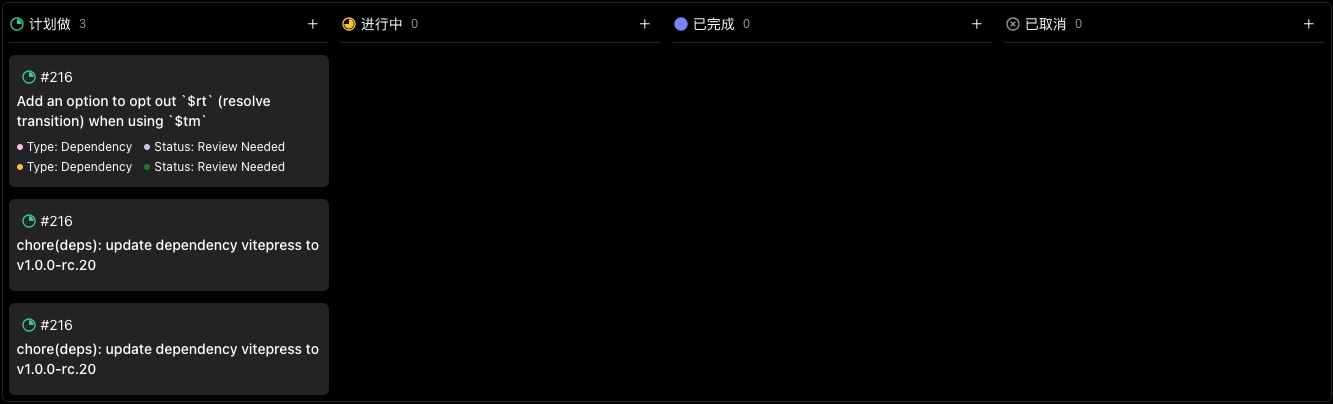 计划做 3 +
进行中 0 +
已完成 0 +
已取消 0 +
#216
Add an option to opt out `$rt` (resolve
transition) when using `$tm`
Type: Dependency Status: Review Needed
Type: Dependency Status: Review Needed
#216
chore(deps): update dependency vitepress to
v1.0.0-rc.20
#216
chore(deps): update dependency vitepress to
v1.0.0-rc.20